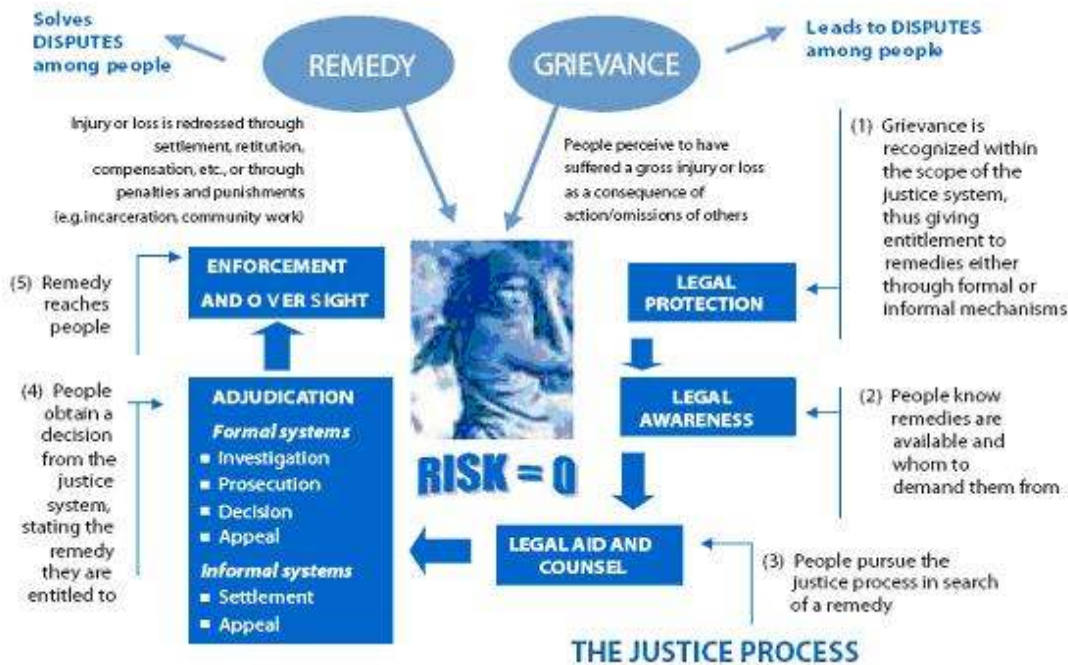 Solves
DISPUTES
among people
REMEDY
GRIEVANCE
Leads to DISPUTES
among people
Injury or loss is redressed through
settlement, retitution,
compensation, etc., or through
penalties and punishments
(e.g. incarceration, community work)
People perceive to have
suffered a gross injury or loss
as a consequence of
action/omissions of others
(1) Grievance is
recognized within
the scope of the
justice system,
thus giving
entitlement to
remedies either
through formal or
informal mechanisms
LEGAL
PROTECTION
LEGAL
AWARENESS
(2) People know
remedies are
available and
whom to
demand them from
LEGAL AID AND
COUNSEL
(3) People pursue the
justice process in search
of a remedy
ADJUDICATION
Formal systems
▪ Investigation
▪ Prosecution
▪ Decision
▪ Appeal
Informal systems
▪ Settlement
▪ Appeal
(4) People
obtain a
decision
from the
justice
system,
stating the
remedy
they are
entitled to
ENFORCEMENT
AND OVER SIGHT
(5) Remedy
reaches
people
RISK = 0
THE JUSTICE PROCESS